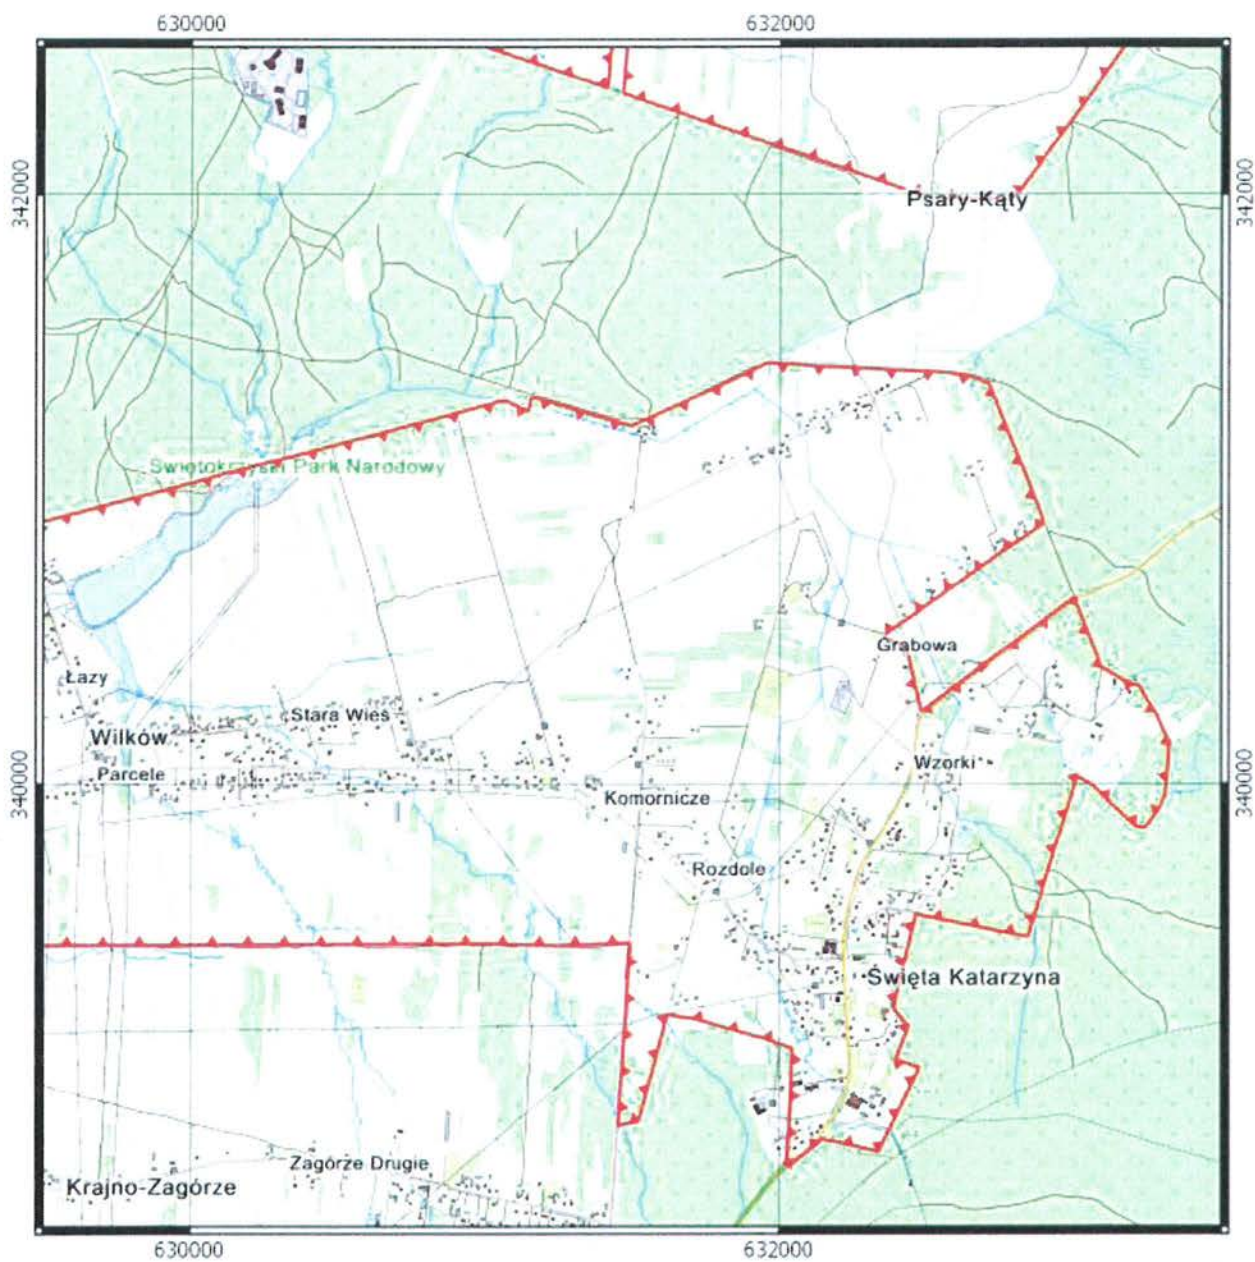 630000 632000
342000 342000
Psary-Kąty
Świętokrzyski Park Narodowy
Grabowa
Łazy
Stara Wieś
Wilków
Wzorki
Parcele
340000 340000
Komornicze
Rozdole
Święta Katarzyna
Zagórze Drugie
Krajno-Zagórze
630000 632000